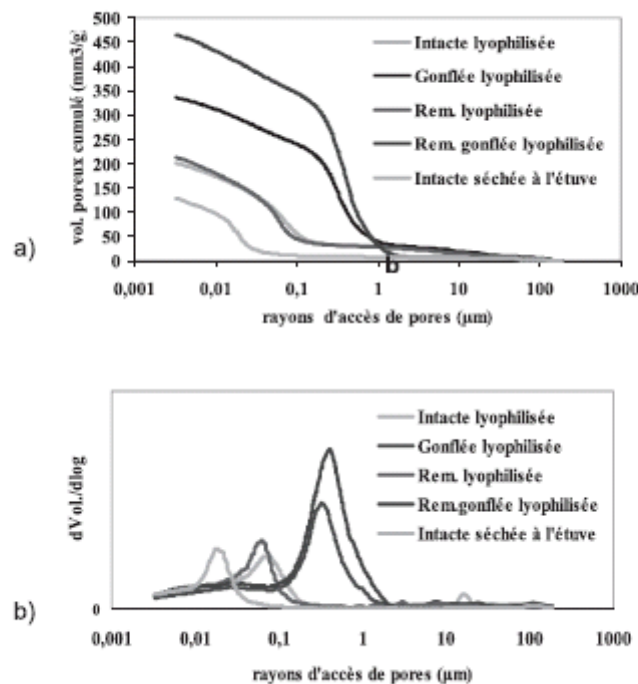 a)
vol. poreux cumulé (mm3/g)
500
450
400
350
300
250
200
150
100
50
0
Intacte lyophilisée
Gonflée lyophilisée
Rem. lyophilisée
Rem. gonflée lyophilisée
Intacte séchée à l'étuve
b
0,001 0,01 0,1 1 10 100 1000
rayons d'accès de pores (µm)
b)
dVol./dlog
Intacte lyophilisée
Gonflée lyophilisée
Rem. lyophilisée
Rem.gonflée lyophilisée
Intacte séchée à l'étuve
0
0,001 0,01 0,1 1 10 100 1000
rayons d'accès de pores (µm)